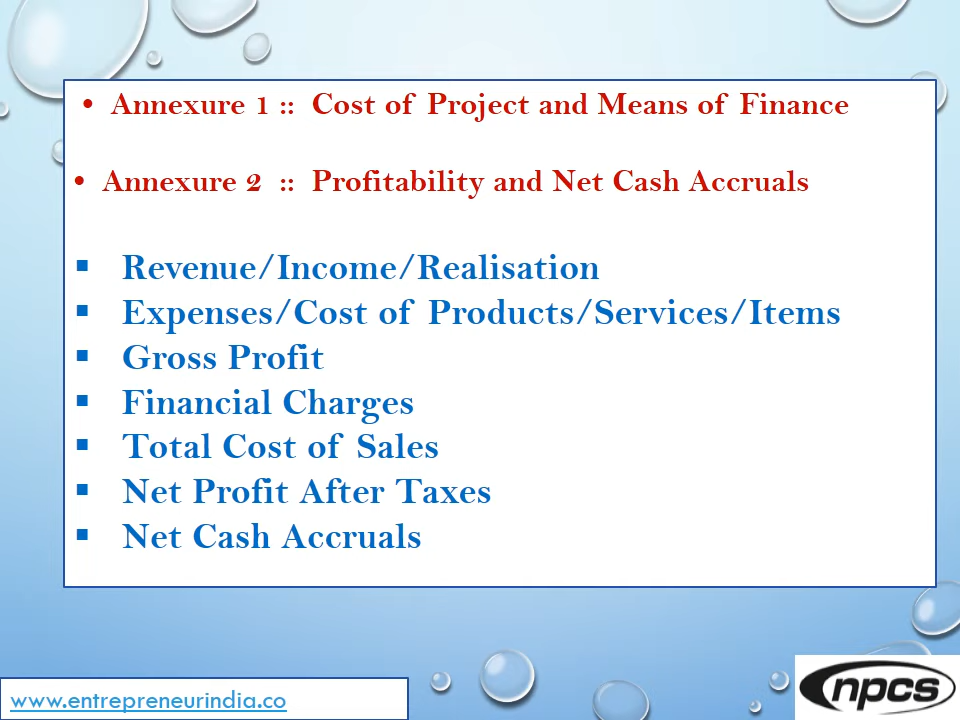 • Annexure 1 :: Cost of Project and Means of Finance
• Annexure 2 :: Profitability and Net Cash Accruals
▪ Revenue/Income/Realisation
▪ Expenses/Cost of Products/Services/Items
▪ Gross Profit
▪ Financial Charges
▪ Total Cost of Sales
▪ Net Profit After Taxes
▪ Net Cash Accruals
www.entrepreneurindia.co
npcs